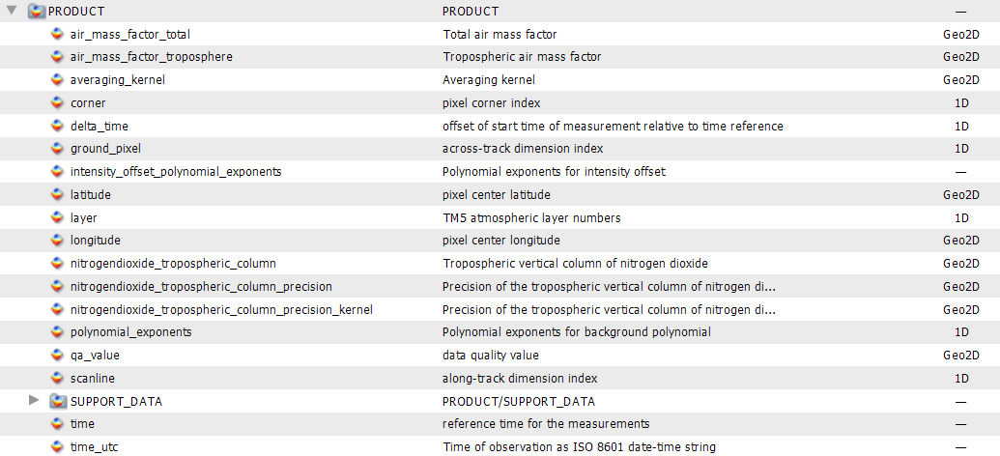 PRODUCT PRODUCT —
air_mass_factor_total Total air mass factor Geo2D
air_mass_factor_troposphere Tropospheric air mass factor Geo2D
averaging_kernel Averaging kernel Geo2D
corner pixel corner index 1D
delta_time offset of start time of measurement relative to time reference 1D
ground_pixel across-track dimension index 1D
intensity_offset_polynomial_exponents Polynomial exponents for intensity offset —
latitude pixel center latitude Geo2D
layer TM5 atmospheric layer numbers 1D
longitude pixel center longitude Geo2D
nitrogendioxide_tropospheric_column Tropospheric vertical column of nitrogen dioxide Geo2D
nitrogendioxide_tropospheric_column_precision Precision of the tropospheric vertical column of nitrogen di... Geo2D
nitrogendioxide_tropospheric_column_precision_kernel Precision of the tropospheric vertical column of nitrogen di... Geo2D
polynomial_exponents Polynomial exponents for background polynomial 1D
qa_value data quality value Geo2D
scanline along-track dimension index 1D
SUPPORT_DATA PRODUCT/SUPPORT_DATA —
time reference time for the measurements —
time_utc Time of observation as ISO 8601 date-time string —